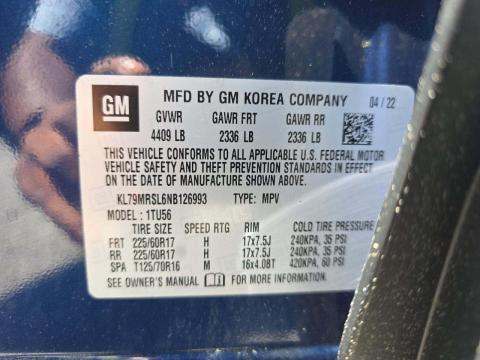 GM MFD BY GM KOREA COMPANY 04 / 22
GVWR GAWR FRT GAWR RR
4409 LB 2336 LB 2336 LB
THIS VEHICLE CONFORMS TO ALL APPLICABLE U.S. FEDERAL MOTOR
VEHICLE SAFETY AND THEFT PREVENTION STANDARDS IN EFFECT
ON THE DATE OF MANUFACTURE SHOWN ABOVE.
KL79MRSL6NB126993 TYPE: MPV
MODEL: 1TU56
TIRE SIZE SPEED RTG RIM COLD TIRE PRESSURE
FRT 225/60R17 H 17x7.5J 240KPA, 35 PSI
RR 225/60R17 H 17x7.5J 240KPA, 35 PSI
SPA T125/70R16 M 16x4.0BT 420KPA, 60 PSI
SEE OWNER'S MANUAL FOR MORE INFORMATION.